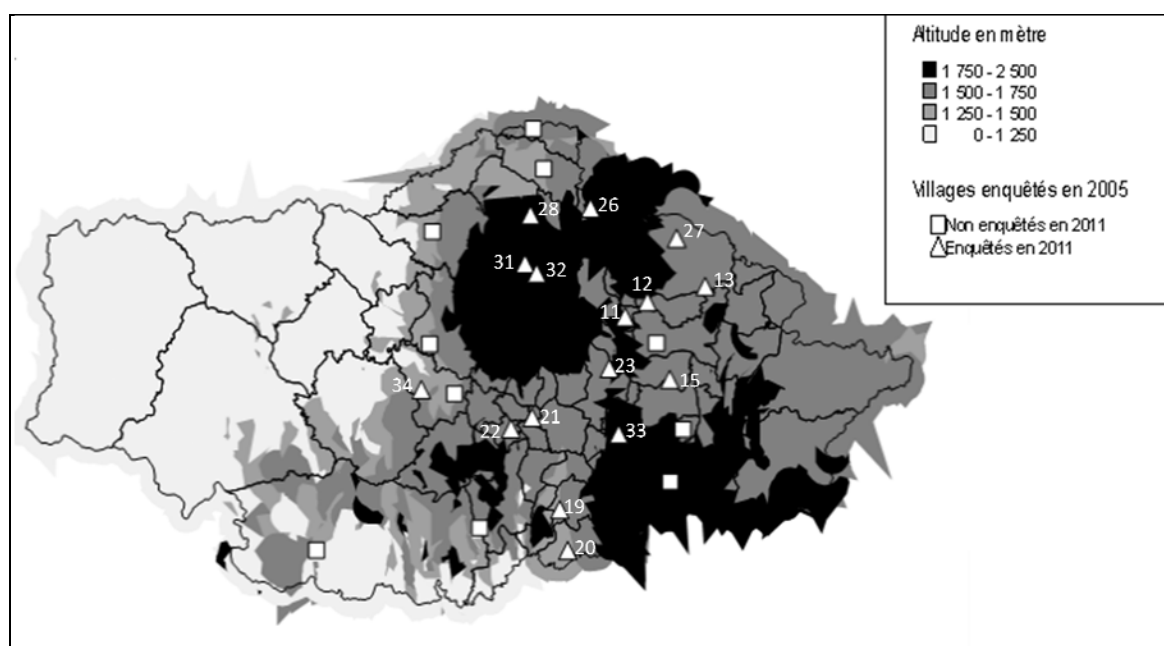 Altitude en mètre
1 750 - 2 500
1 500 - 1 750
1 250 - 1 500
0 - 1 250
Villages enquêtés en 2005
Non enquêtés en 2011
Enquêtés en 2011
28
26
27
31
32
12
13
11
23
15
34
21
22
33
19
20